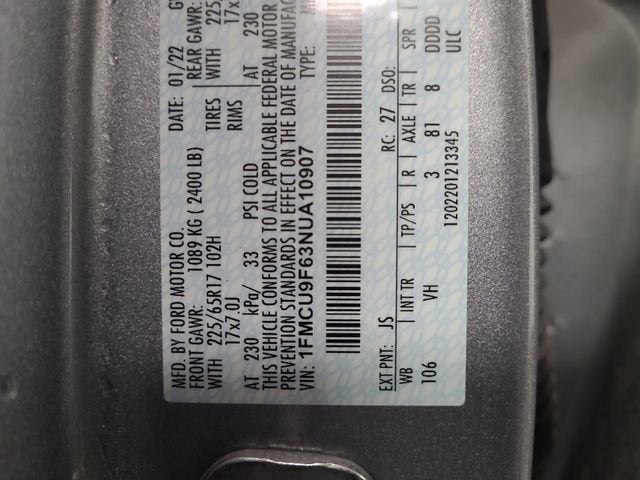 MFD. BY FORD MOTOR CO.
DATE: 01/22
FRONT GAWR: 1089 KG ( 2400 LB)
REAR GAWR:
WITH 225/65R17 102H TIRES WITH 225/
17x7.0J RIMS 17x
AT 230 kPa/ 33 PSI COLD AT 230
THIS VEHICLE CONFORMS TO ALL APPLICABLE FEDERAL MOTOR
PREVENTION STANDARDS IN EFFECT ON THE DATE OF MANUFAC
VIN: 1FMCU9F63NUA10907
TYPE:
EXT PNT: JS RC: 27 DSO:
WB INT TR TP/PS R AXLE TR SPR
106 VH 3 81 8 DDDD
1202201213345 ULC